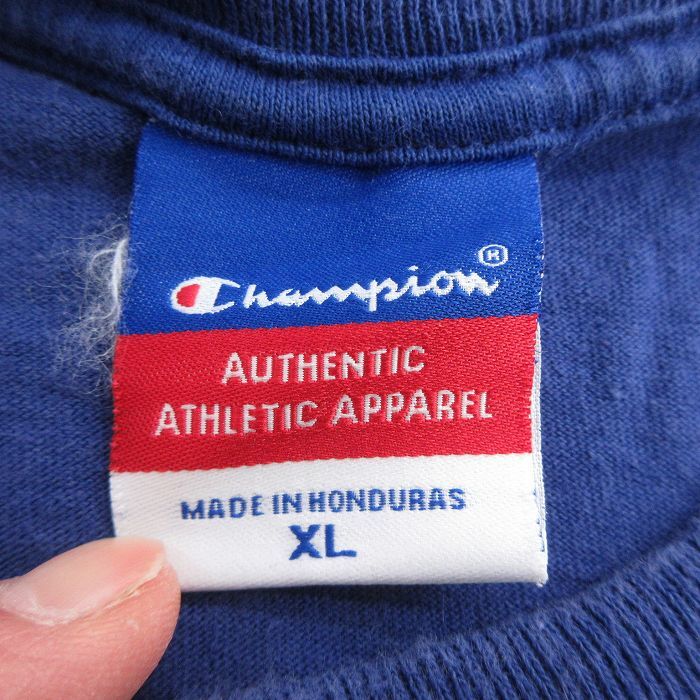 Champion®
AUTHENTIC
ATHLETIC APPAREL
MADE IN HONDURAS
XL